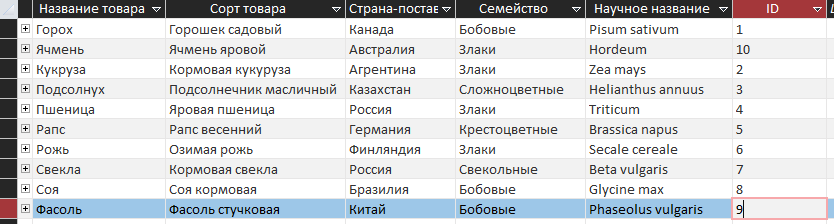 Название товара Сорт товара Страна-постав Семейство Научное название ID
Горох Горошек садовый Канада Бобовые Pisum sativum 1
Ячмень Ячмень яровой Австралия Злаки Hordeum 10
Кукруза Кормовая кукуруза Агрентина Злаки Zea mays 2
Подсолнух Подсолнечник масличный Казахстан Сложноцветные Helianthus annuus 3
Пшеница Яровая пшеница Россия Злаки Triticum 4
Рапс Рапс весенний Германия Крестоцветные Brassica napus 5
Рожь Озимая рожь Финляндия Злаки Secale cereale 6
Свекла Кормовая свекла Россия Свекольные Beta vulgaris 7
Соя Соя кормовая Бразилия Бобовые Glycine max 8
Фасоль Фасоль стучковая Китай Бобовые Phaseolus vulgaris 9